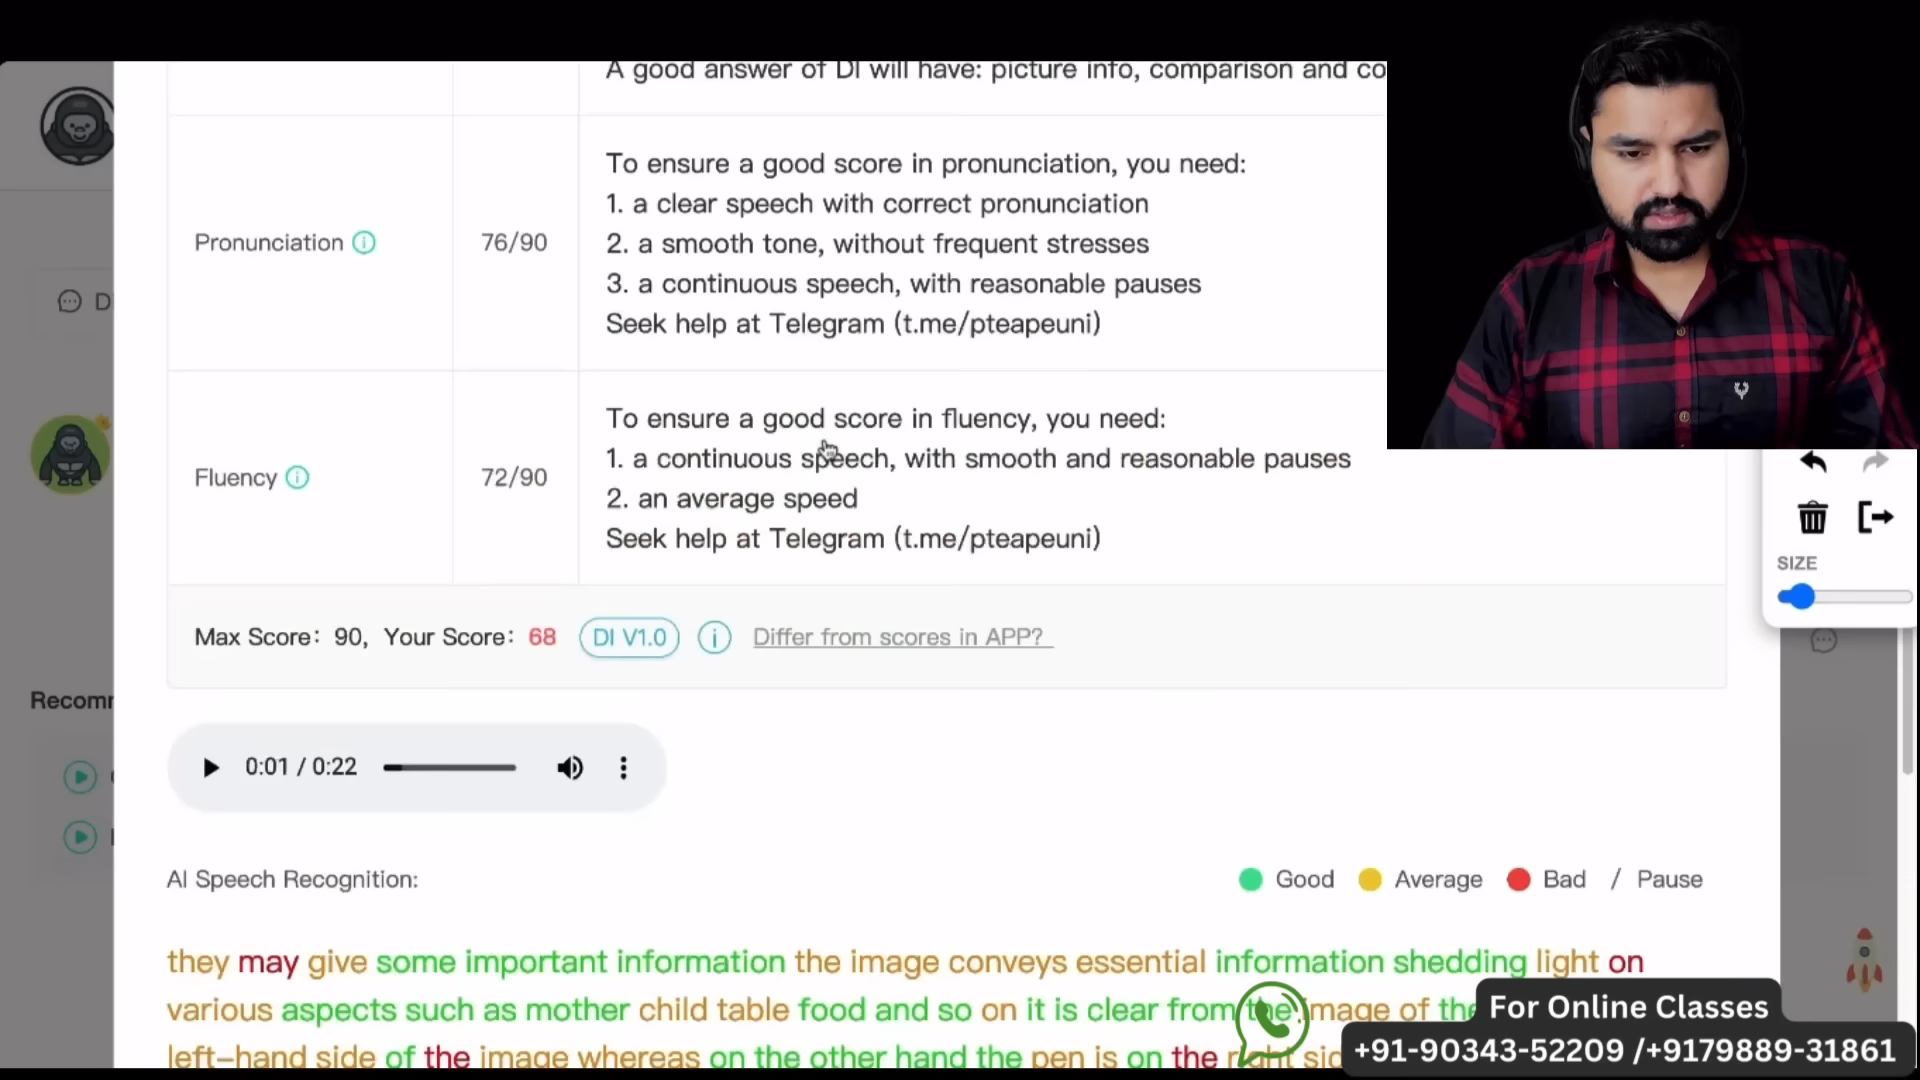 A good answer of DI will have: picture info, comparison and co
To ensure a good score in pronunciation, you need:
1. a clear speech with correct pronunciation
Pronunciation 76/90
2. a smooth tone, without frequent stresses
3. a continuous speech, with reasonable pauses
Seek help at Telegram (t.me/pteapeuni)
D
To ensure a good score in fluency, you need:
1. a continuous speech, with smooth and reasonable pauses
Fluency 72/90
2. an average speed
Seek help at Telegram (t.me/pteapeuni)
SIZE
Max Score: 90, Your Score: 68 DI V1.0 Differ from scores in APP?
Recomm
0:01 / 0:22
AI Speech Recognition: Good Average Bad / Pause
they may give some important information the image conveys essential information shedding light on
various aspects such as mother child table food and so on it is clear from the image of the
left-hand side of the image whereas on the other hand the pen is on the right sid
For Online Classes
+91-90343-52209 /+9179889-31861